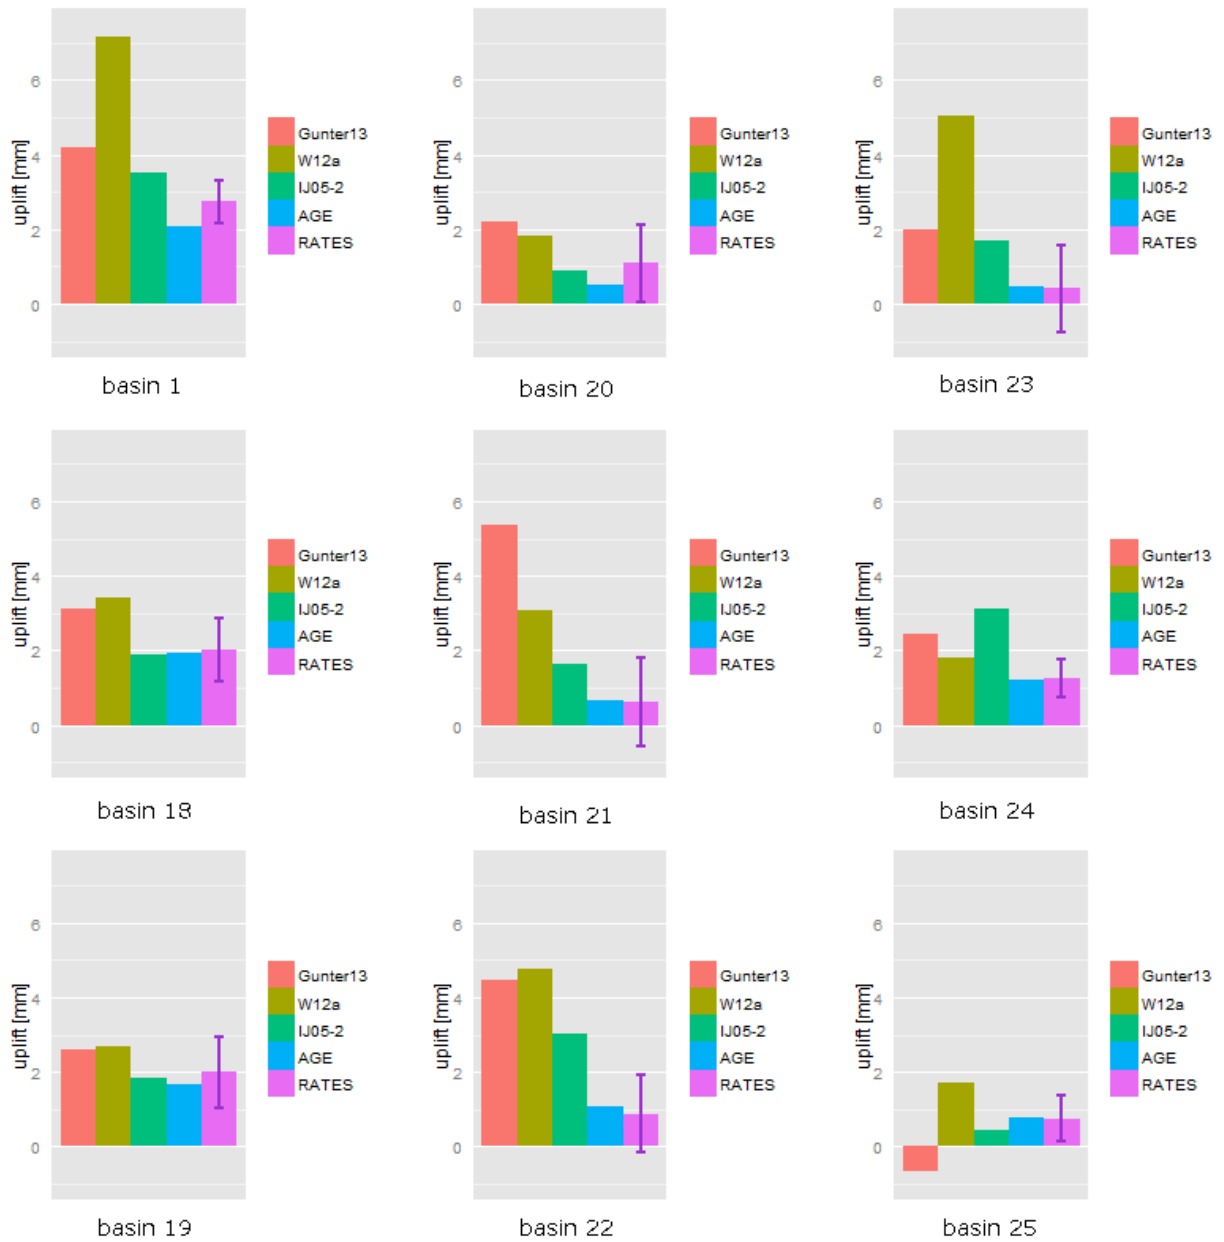 uplift [mm]
6
4
2
0
Gunter13
W12a
IJ05-2
AGE
RATES
basin 1
uplift [mm]
6
4
2
0
Gunter13
W12a
IJ05-2
AGE
RATES
basin 20
uplift [mm]
6
4
2
0
Gunter13
W12a
IJ05-2
AGE
RATES
basin 23
uplift [mm]
6
4
2
0
Gunter13
W12a
IJ05-2
AGE
RATES
basin 18
uplift [mm]
6
4
2
0
Gunter13
W12a
IJ05-2
AGE
RATES
basin 21
uplift [mm]
6
4
2
0
Gunter13
W12a
IJ05-2
AGE
RATES
basin 24
uplift [mm]
6
4
2
0
Gunter13
W12a
IJ05-2
AGE
RATES
basin 19
uplift [mm]
6
4
2
0
Gunter13
W12a
IJ05-2
AGE
RATES
basin 22
uplift [mm]
6
4
2
0
Gunter13
W12a
IJ05-2
AGE
RATES
basin 25